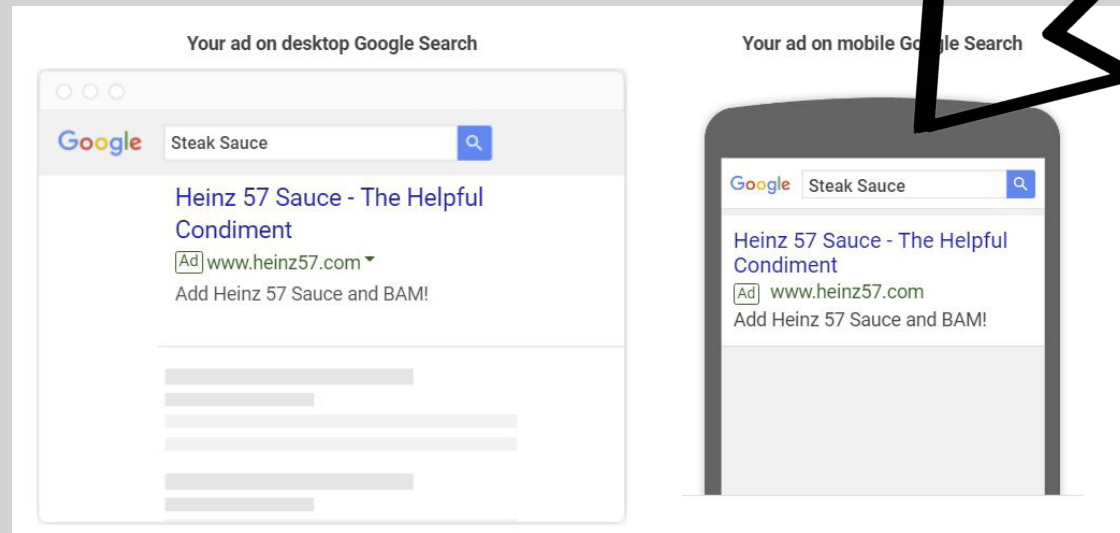 Your ad on desktop Google Search
Google Steak Sauce
Heinz 57 Sauce - The Helpful
Condiment
Ad www.heinz57.com
Add Heinz 57 Sauce and BAM!
Your ad on mobile Google Search
Google Steak Sauce
Heinz 57 Sauce - The Helpful
Condiment
Ad www.heinz57.com
Add Heinz 57 Sauce and BAM!